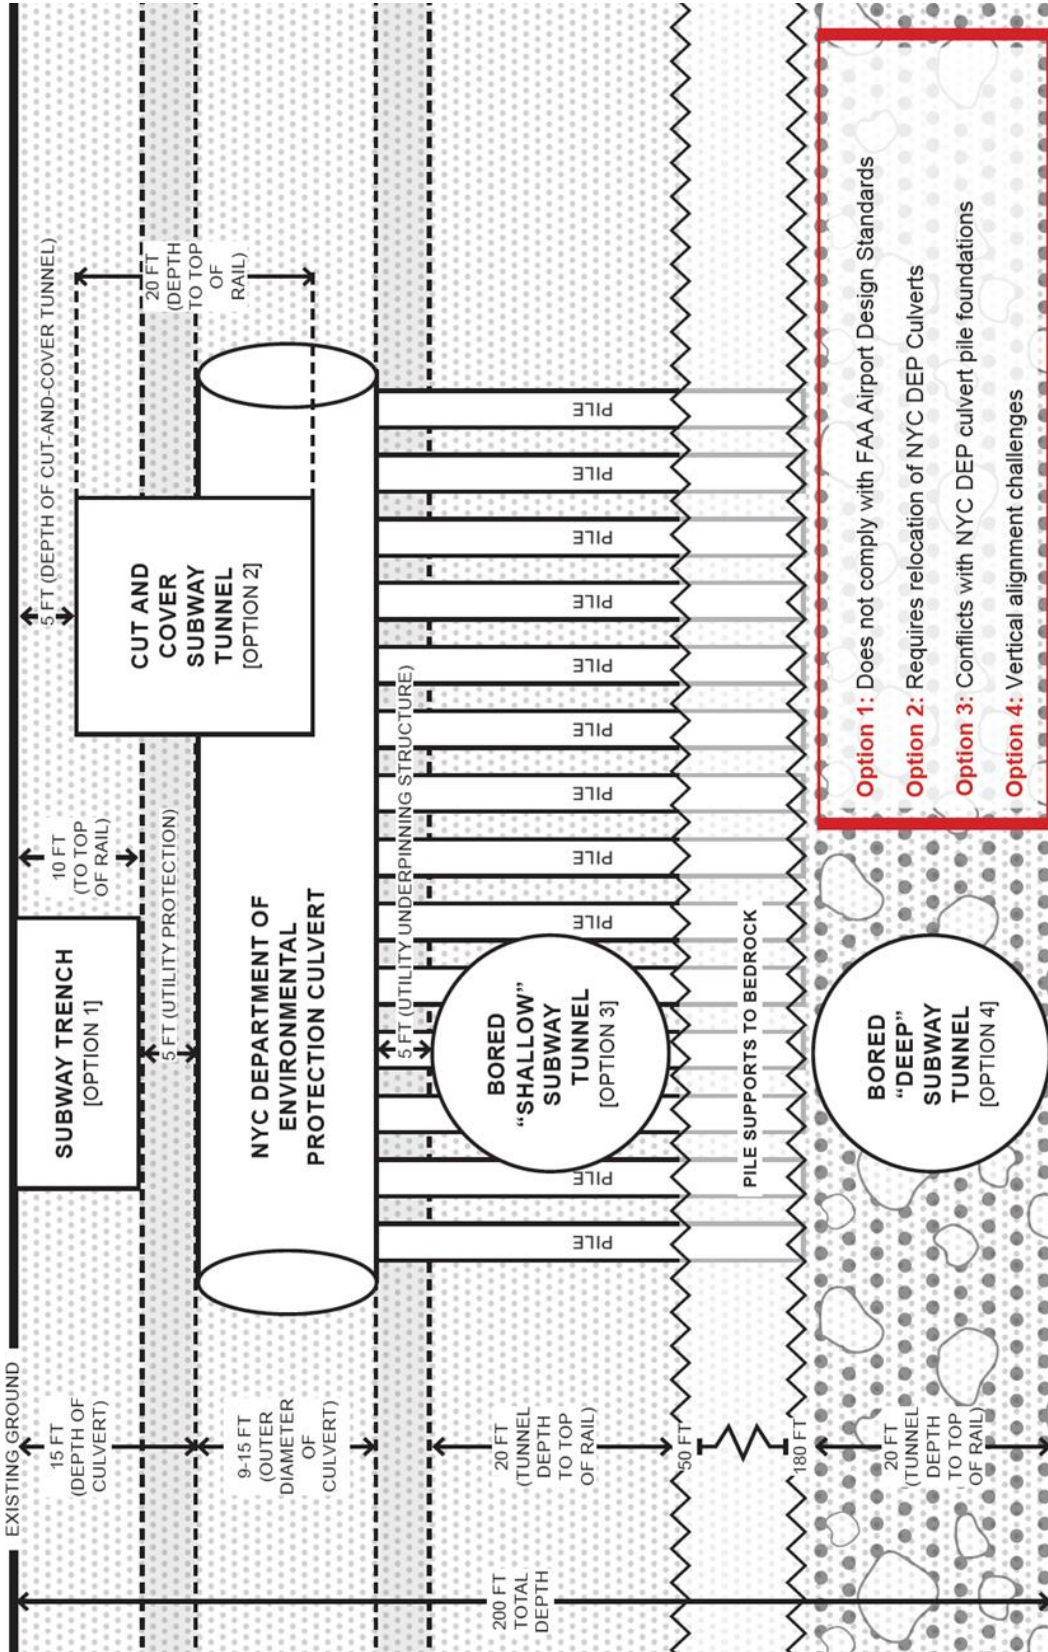 EXISTING GROUND
15 FT
(DEPTH OF
CULVERT)
SUBWAY TRENCH
[OPTION 1]
10 FT
(TO TOP
OF RAIL)
5 FT (DEPTH OF CUT-AND-COVER TUNNEL)
5 FT (UTILITY PROTECTION)
CUT AND
COVER
SUBWAY
TUNNEL
[OPTION 2]
20 FT
(DEPTH
TO TOP
OF
RAIL)
9-15 FT
(OUTER
DIAMETER
OF
CULVERT)
NYC DEPARTMENT OF
ENVIRONMENTAL
PROTECTION CULVERT
5 FT (UTILITY UNDERPINNING STRUCTURE)
200 FT
TOTAL
DEPTH
20 FT
(TUNNEL
DEPTH
TO TOP
OF RAIL)
PILE
PILE
BORED
“SHALLOW”
SUBWAY
TUNNEL
[OPTION 3]
PILE
PILE
PILE
PILE
PILE
PILE
PILE
PILE
PILE
50 FT
PILE SUPPORTS TO BEDROCK
180 FT
20 FT
(TUNNEL
DEPTH
TO TOP
OF RAIL)
BORED
“DEEP”
SUBWAY
TUNNEL
[OPTION 4]
Option 1: Does not comply with FAA Airport Design Standards
Option 2: Requires relocation of NYC DEP Culverts
Option 3: Conflicts with NYC DEP culvert pile foundations
Option 4: Vertical alignment challenges